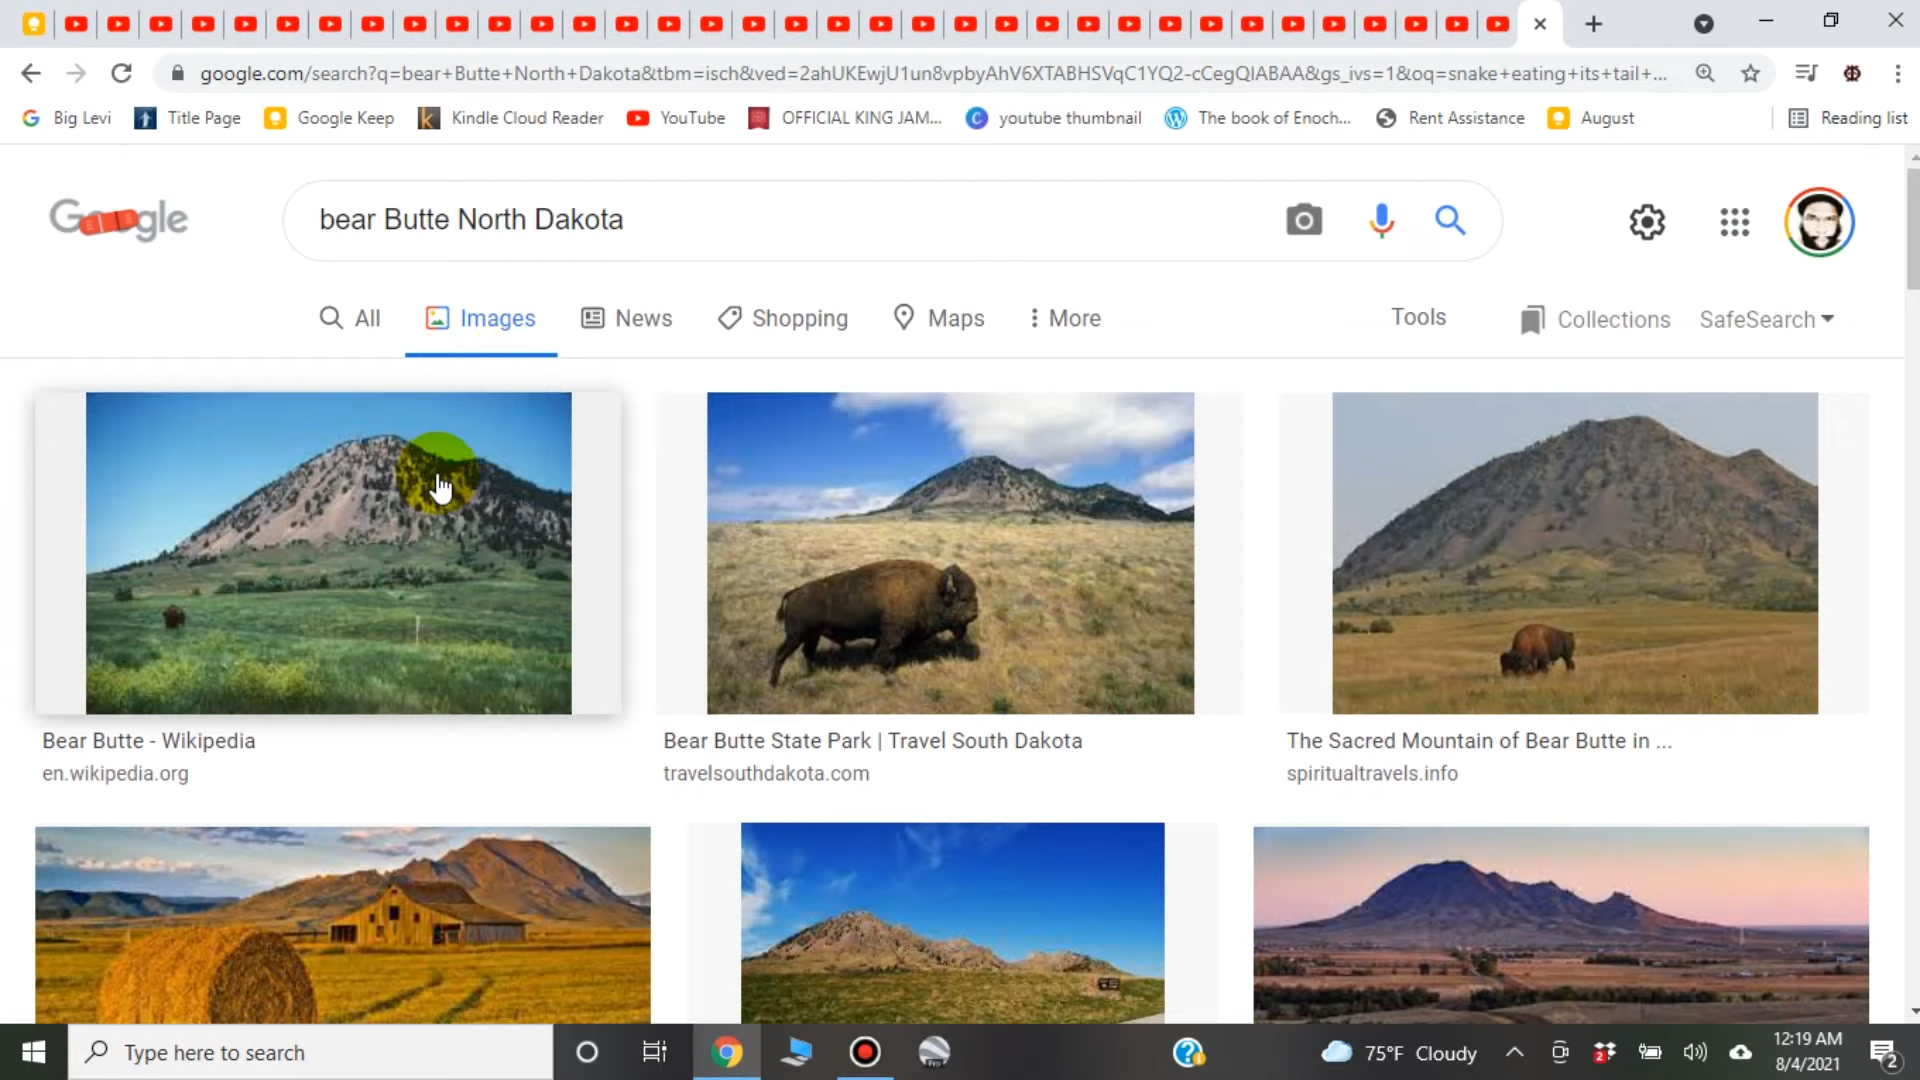 google.com/search?q=bear+Butte+North+Dakota&tbm=isch&ved=2ahUKEwjU1un8vpbyAhV6XTABHSVqC1YQ2-cCegQIABAA&gs_ivs=1&oq=snake+eating+its+tail+...
Big Levi Title Page Google Keep Kindle Cloud Reader YouTube OFFICIAL KING JAM... youtube thumbnail The book of Enoch... Rent Assistance August Reading list
Google bear Butte North Dakota
All Images News Shopping Maps More Tools Collections SafeSearch
Bear Butte - Wikipedia
en.wikipedia.org
Bear Butte State Park | Travel South Dakota
travelsouthdakota.com
The Sacred Mountain of Bear Butte in ...
spiritualtravels.info
Type here to search
75°F Cloudy
12:19 AM
8/4/2021
2
2